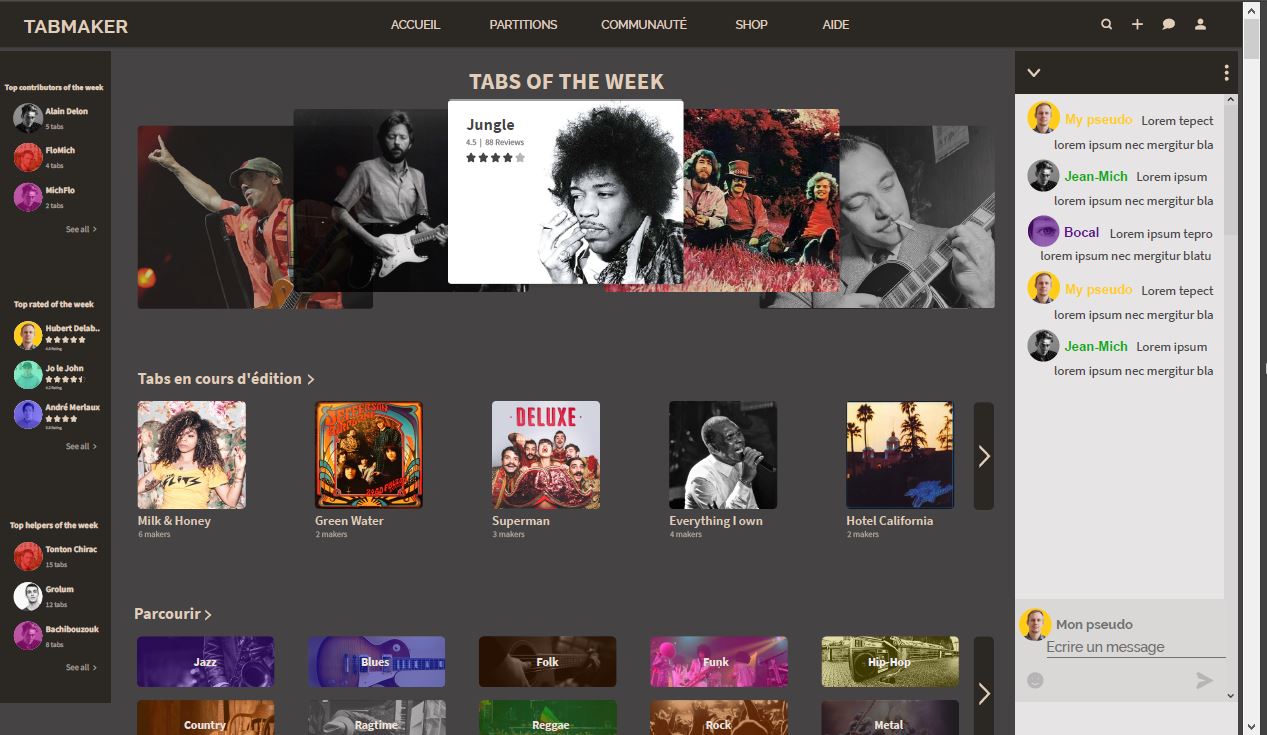 TABMAKER
ACCUEIL
PARTITIONS
COMMUNAUTÉ
SHOP
AIDE
Top contributors of the week
Alain Delon
5 tabs
FloMich
4 tabs
MichFlo
2 tabs
See all >
Top rated of the week
Hubert Delab..
4.8 Rating
Jo le John
4.2 Rating
André Merlaux
3.8 Rating
See all >
Top helpers of the week
Tonton Chirac
15 tabs
Grolum
12 tabs
Bachibouzouk
8 tabs
See all >
TABS OF THE WEEK
Jungle
4.5 | 88 Reviews
Tabs en cours d'édition >
DELUXE
Milk & Honey
6 makers
Green Water
2 makers
Superman
3 makers
Everything I own
4 makers
Hotel California
2 makers
Parcourir >
Jazz
Blues
Folk
Funk
Hip-Hop
Country
Ragtime
Reggae
Rock
Metal
My pseudo Lorem tepect
lorem ipsum nec mergitur bla
Jean-Mich Lorem ipsum
lorem ipsum nec mergitur bla
Bocal Lorem ipsum tepro
lorem ipsum nec mergitur blatu
My pseudo Lorem tepect
lorem ipsum nec mergitur bla
Jean-Mich Lorem ipsum
lorem ipsum nec mergitur bla
Mon pseudo
Ecrire un message